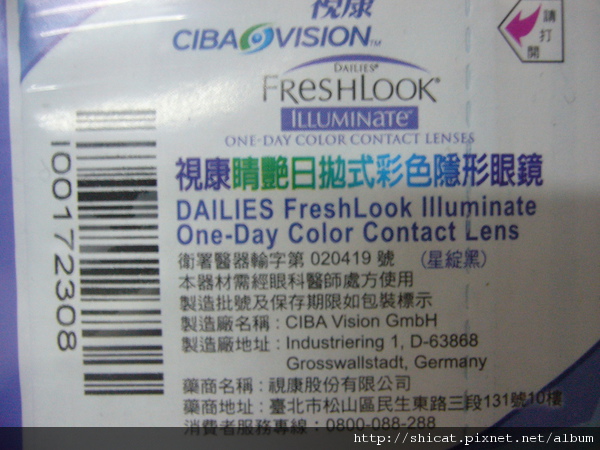 視康
請打開
CIBA VISION™
DAILIES®
FRESHLOOK®
ILLUMINATE™
ONE-DAY COLOR CONTACT LENSES
視康睛艷日拋式彩色隱形眼鏡
DAILIES FreshLook Illuminate
One-Day Color Contact Lens
衛署醫器輸字第 020419 號 (星綻黑)
本器材需經眼科醫師處方使用
製造批號及保存期限如包裝標示
製造廠名稱：CIBA Vision GmbH
製造廠地址：Industriering 1, D-63868
Grosswallstadt, Germany
藥商名稱：視康股份有限公司
藥商地址：臺北市松山區民生東路三段131號10樓
消費者服務專線：0800-088-288
I00172308
http://shicat.pixnet.net/album